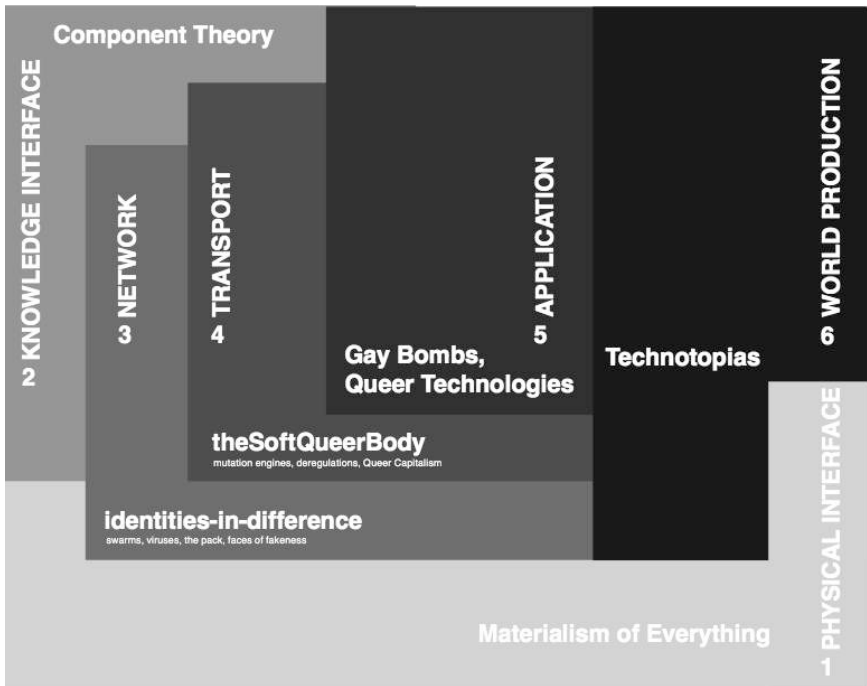 Component Theory
2 KNOWLEDGE INTERFACE
3 NETWORK
4 TRANSPORT
5 APPLICATION
6 WORLD PRODUCTION
Gay Bombs,
Queer Technologies
Technotopias
theSoftQueerBody
mutation engines, deregulations, Queer Capitalism
identities-in-difference
swarms, viruses, the pack, faces of fakeness
Materialism of Everything
1 PHYSICAL INTERFACE